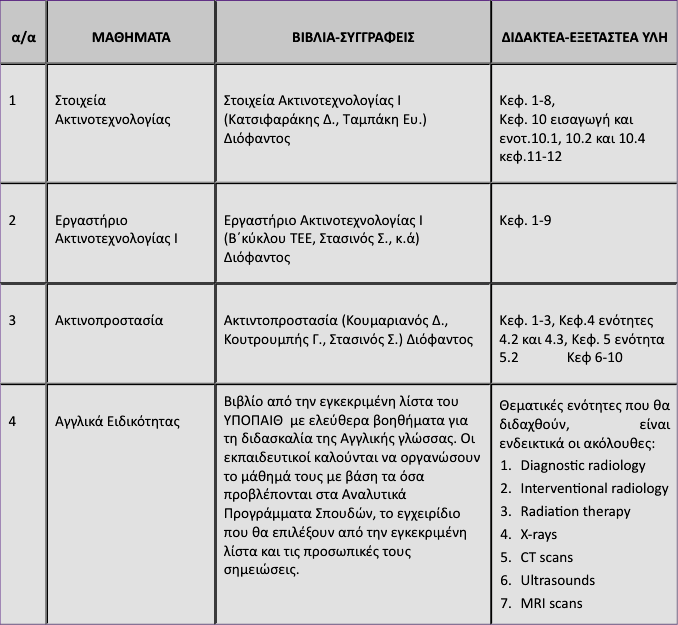 α/α ΜΑΘΗΜΑΤΑ ΒΙΒΛΙΑ-ΣΥΓΓΡΑΦΕΙΣ ΔΙΔΑΚΤΕΑ-ΕΞΕΤΑΣΤΕΑ ΥΛΗ
1
Στοιχεία
Ακτινοτεχνολογίας
Στοιχεία Ακτινοτεχνολογίας Ι
(Κατσιφαράκης Δ., Ταμπάκη Ευ.)
Διόφαντος
Κεφ. 1-8,
Κεφ. 10 εισαγωγή και
ενοτ.10.1, 10.2 και 10.4
κεφ.11-12
2
Εργαστήριο
Ακτινοτεχνολογίας Ι
Εργαστήριο Ακτινοτεχνολογίας Ι
(Β΄κύκλου ΤΕΕ, Στασινός Σ., κ.ά)
Διόφαντος
Κεφ. 1-9
3
Ακτινοπροστασία
Ακτιντοπροστασία (Κουμαριανός Δ.,
Κουτρουμπής Γ., Στασινός Σ.) Διόφαντος
Κεφ. 1-3, Κεφ.4 ενότητες
4.2 και 4.3, Κεφ. 5 ενότητα
5.2 Κεφ 6-10
4
Αγγλικά Ειδικότητας
Βιβλίο από την εγκεκριμένη λίστα του
ΥΠΟΠΑΙΘ με ελεύθερα βοηθήματα για
τη διδασκαλία της Αγγλικής γλώσσας. Οι
εκπαιδευτικοί καλούνται να οργανώσουν
το μάθημά τους με βάση τα όσα
προβλέπονται στα Αναλυτικά
Προγράμματα Σπουδών, το εγχειρίδιο
που θα επιλέξουν από την εγκεκριμένη
λίστα και τις προσωπικές τους
σημειώσεις.
Θεματικές ενότητες που θα
διδαχθούν, είναι
ενδεικτικά οι ακόλουθες:
1. Diagnostic radiology
2. Interventional radiology
3. Radiation therapy
4. X-rays
5. CT scans
6. Ultrasounds
7. MRI scans